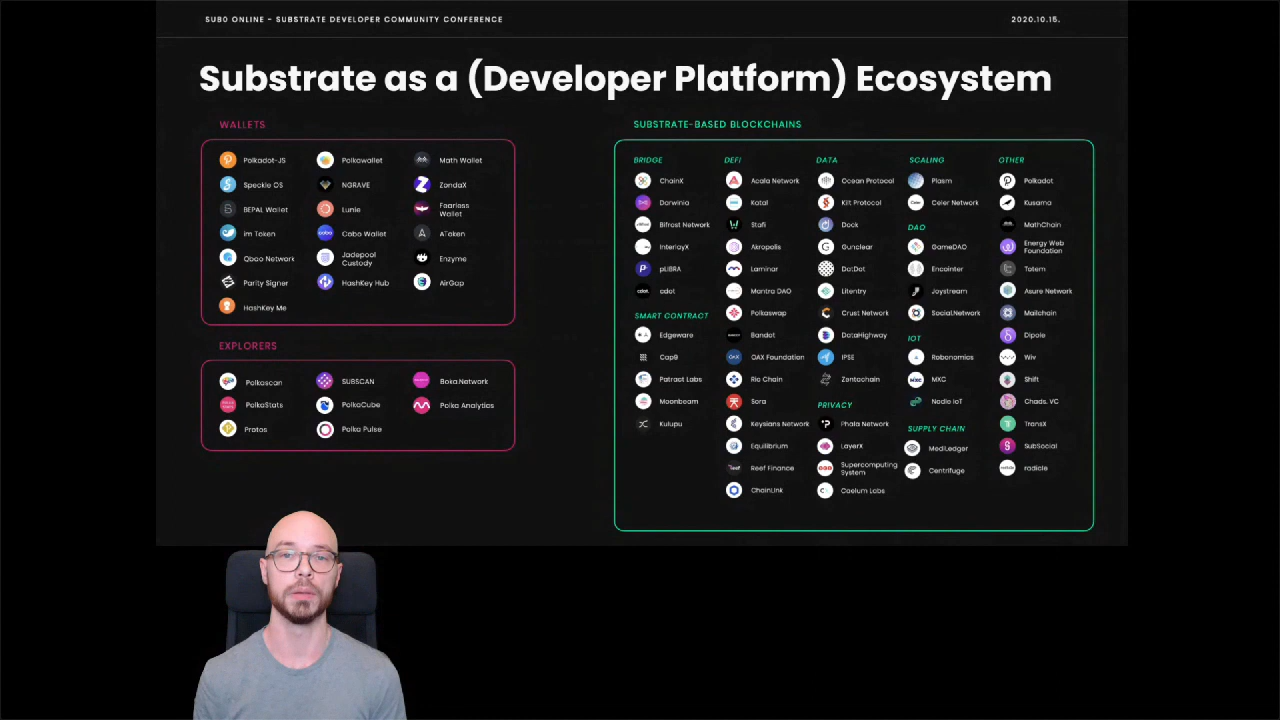 SUB0 ONLINE - SUBSTRATE DEVELOPER COMMUNITY CONFERENCE
2020.10.15.
Substrate as a (Developer Platform) Ecosystem
WALLETS
Polkadot-JS
Speckle OS
BEPAL Wallet
im Token
Qbao Network
Parity Signer
HashKey Me
Polkawallet
NGRAVE
Lunie
Cobo Wallet
Jadepool
Custody
HashKey Hub
Math Wallet
ZondaX
Fearless
Wallet
AToken
Enzyme
AirGap
EXPLORERS
Polkascan
PolkaStats
Pratos
SUBSCAN
PolkaCube
Polka Pulse
Boka.Network
Polka Analytics
SUBSTRATE-BASED BLOCKCHAINS
BRIDGE
ChainX
Darwinia
Bifrost Network
InterlayX
pLIBRA
cdot
SMART CONTRACT
Edgeware
Cap9
Patract Labs
Moonbeam
Kulupu
DEFI
Acala Network
Katal
Stafi
Akropolis
Laminar
Mantra DAO
Polkaswap
Bandot
OAX Foundation
Rio Chain
Sora
Keysians Network
Equilibrium
Reef Finance
ChainLink
DATA
Ocean Protocol
Kilt Protocol
Dock
Gunclear
DotDot
Litentry
Crust Network
DataHighway
IPSE
Zentachain
PRIVACY
Phala Network
LayerX
Supercomputing
System
Caelum Labs
SCALING
Plasm
Celer Network
DAO
GameDAO
Encointer
Joystream
Social.Network
IOT
Robonomics
MXC
Nodle IoT
SUPPLY CHAIN
MediLedger
Centrifuge
OTHER
Polkadot
Kusama
MathChain
Energy Web
Foundation
Totem
Asure Network
Mailchain
Dipole
Wiv
Shift
Chads. VC
TransX
SubSocial
radicle